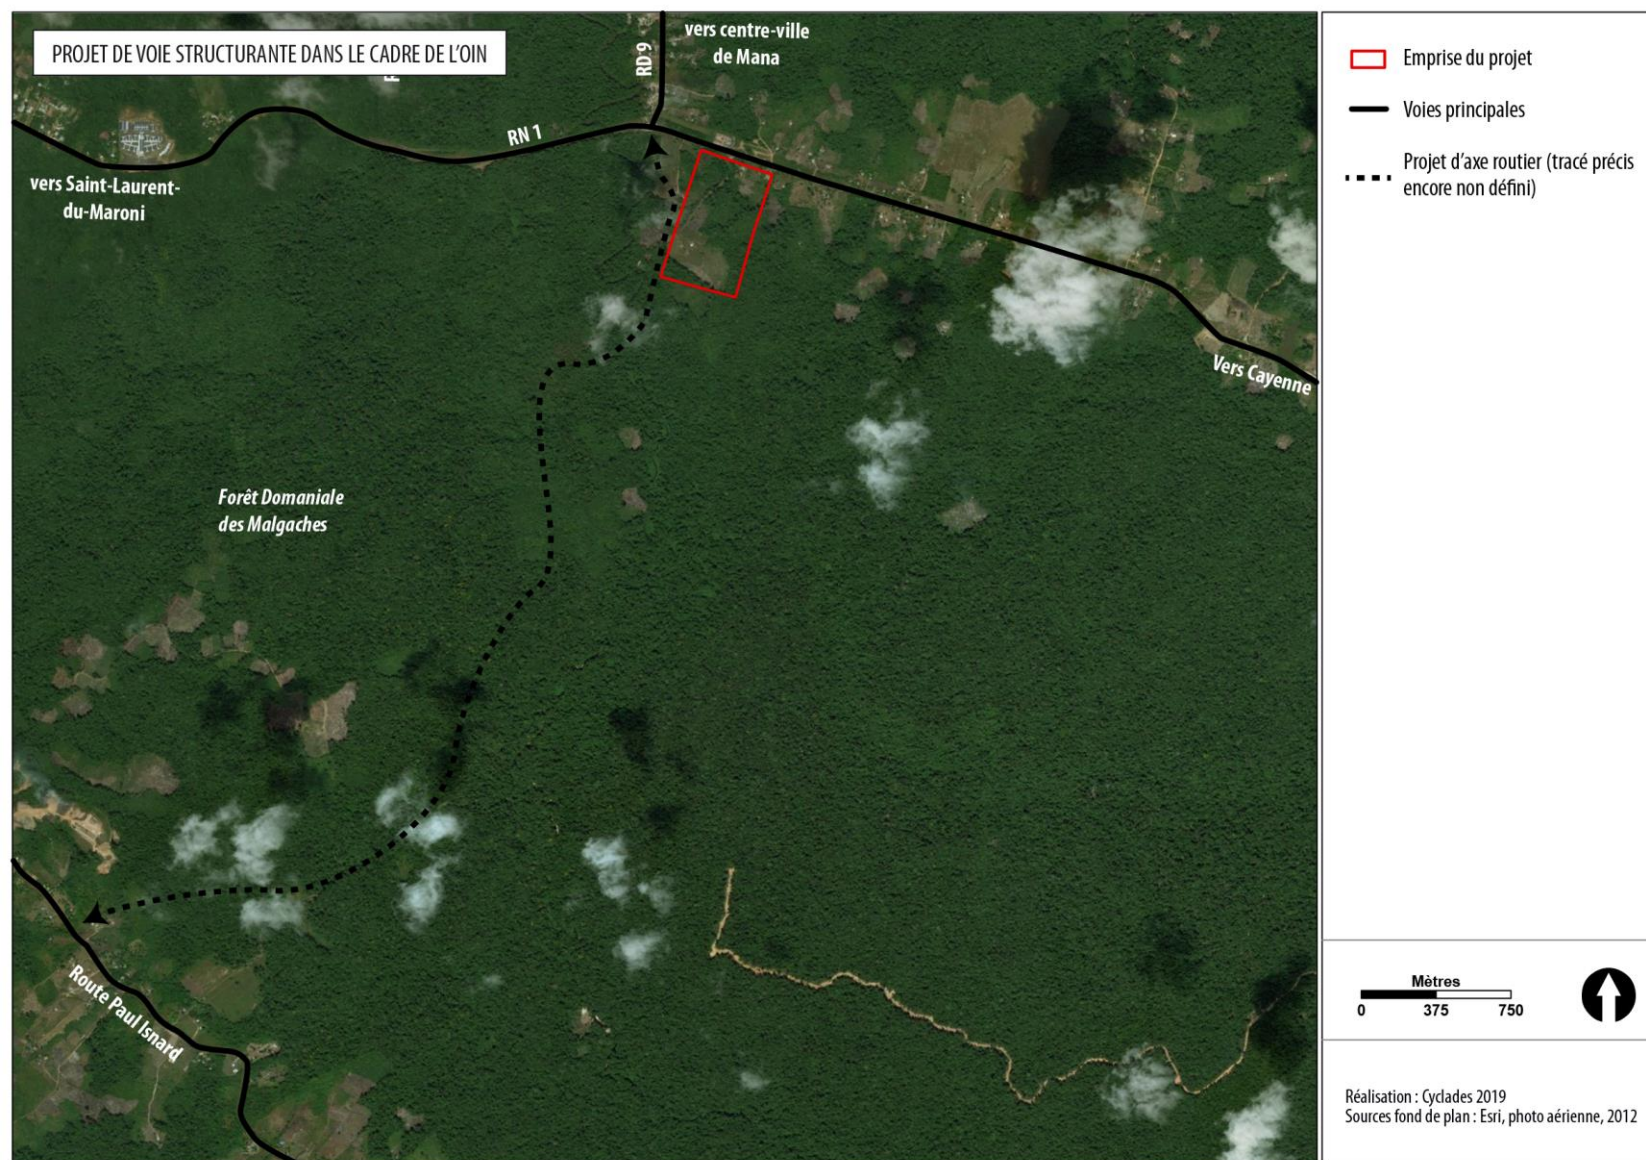 PROJET DE VOIE STRUCTURANTE DANS LE CADRE DE L'OIN
vers centre-ville
de Mana
RD 9
RN 1
vers Saint-Laurent-
du-Maroni
Vers Cayenne
Forêt Domaniale
des Malgaches
Route Paul Isnard
Emprise du projet
Voies principales
Projet d'axe routier (tracé précis
encore non défini)
Mètres
0 375 750
Réalisation : Cyclades 2019
Sources fond de plan : Esri, photo aérienne, 2012